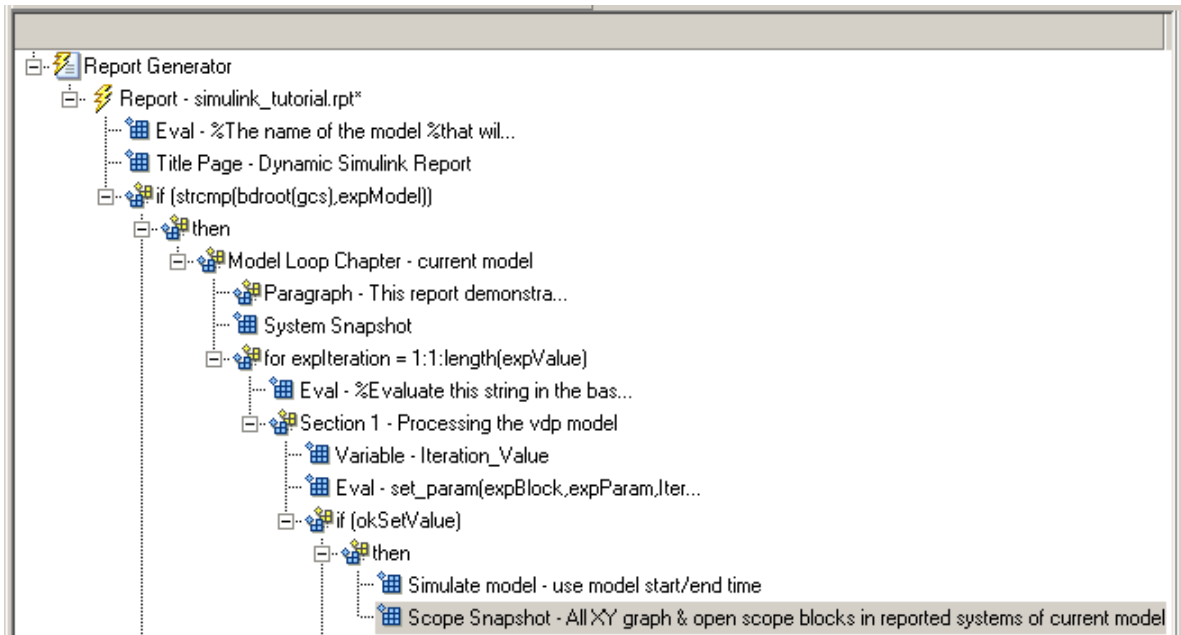 Report Generator
Report - simulink_tutorial.rpt*
Eval - %The name of the model %that wil...
Title Page - Dynamic Simulink Report
if (strcmp(bdroot(gcs),expModel))
then
Model Loop Chapter - current model
Paragraph - This report demonstra...
System Snapshot
for expIteration = 1:1:length(expValue)
Eval - %Evaluate this string in the bas...
Section 1 - Processing the vdp model
Variable - Iteration_Value
Eval - set_param(expBlock,expParam,Iter...
if (okSetValue)
then
Simulate model - use model start/end time
Scope Snapshot - All XY graph & open scope blocks in reported systems of current model